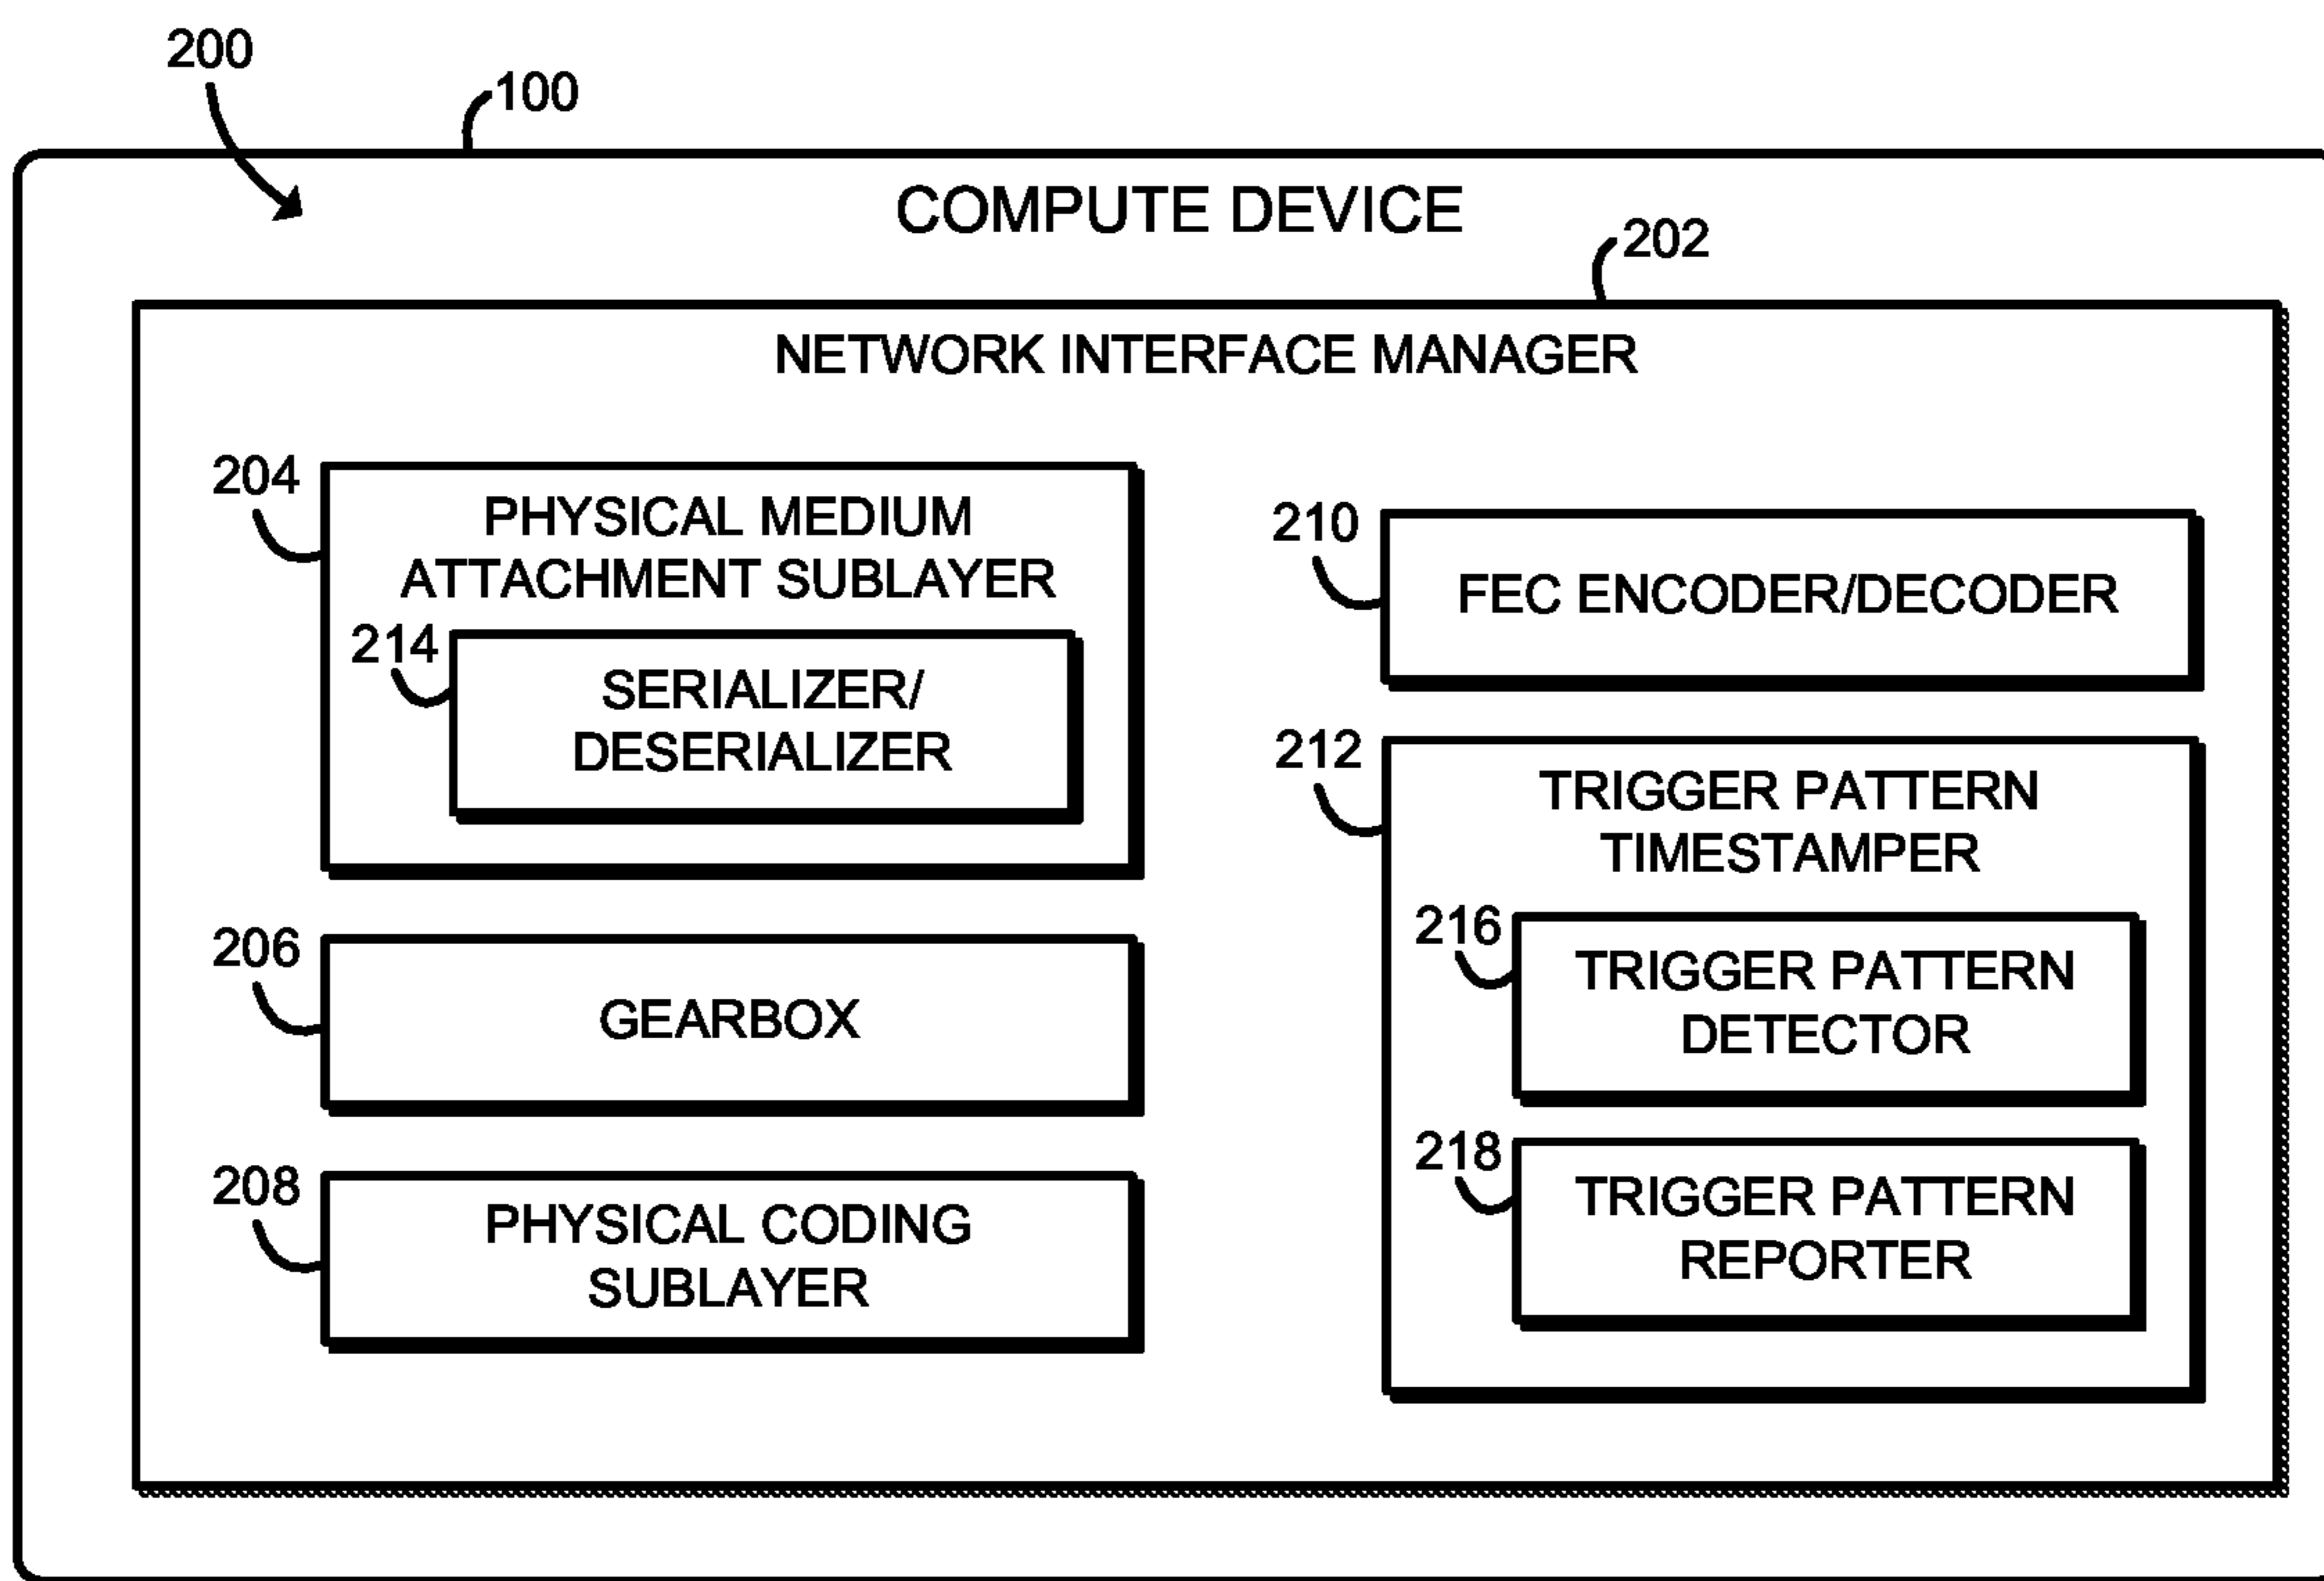 200
100
COMPUTE DEVICE
202
NETWORK INTERFACE MANAGER
204
PHYSICAL MEDIUM
ATTACHMENT SUBLAYER
214
SERIALIZER/
DESERIALIZER
206
GEARBOX
208
PHYSICAL CODING
SUBLAYER
210
FEC ENCODER/DECODER
212
TRIGGER PATTERN
TIMESTAMPER
216
TRIGGER PATTERN
DETECTOR
218
TRIGGER PATTERN
REPORTER